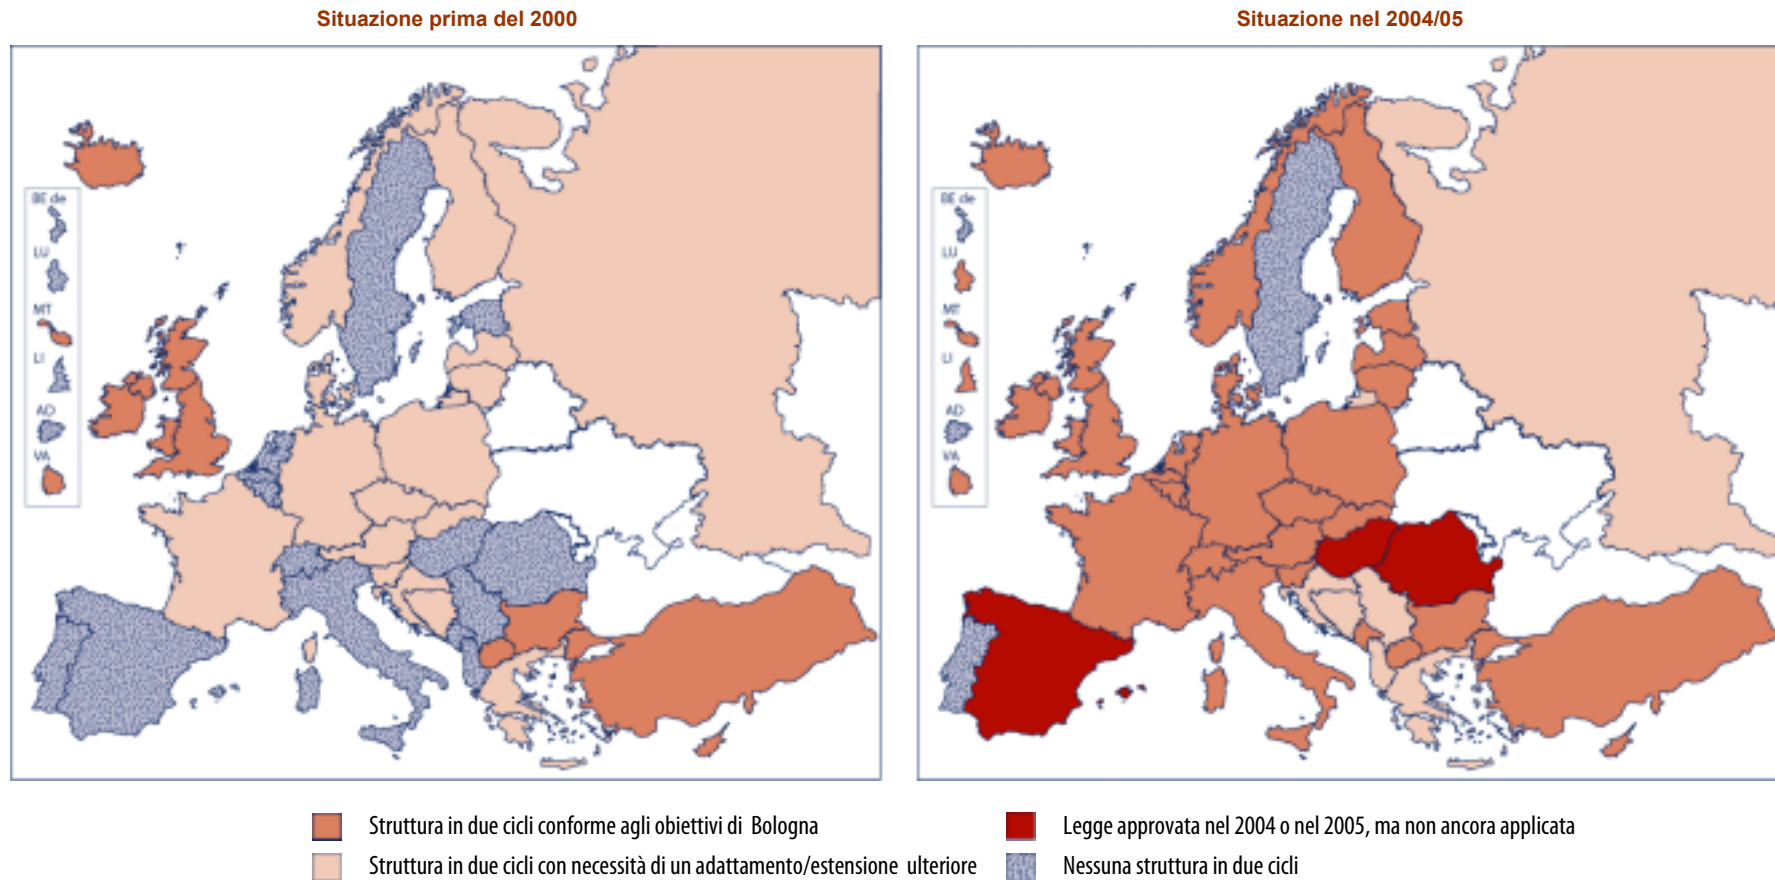 Situazione prima del 2000
Situazione nel 2004/05
BE de
LU
MT
LI
AD
VA
BE de
LU
MT
LI
AD
VA
Struttura in due cicli conforme agli obiettivi di Bologna
Legge approvata nel 2004 o nel 2005, ma non ancora applicata
Struttura in due cicli con necessità di un adattamento/estensione ulteriore
Nessuna struttura in due cicli